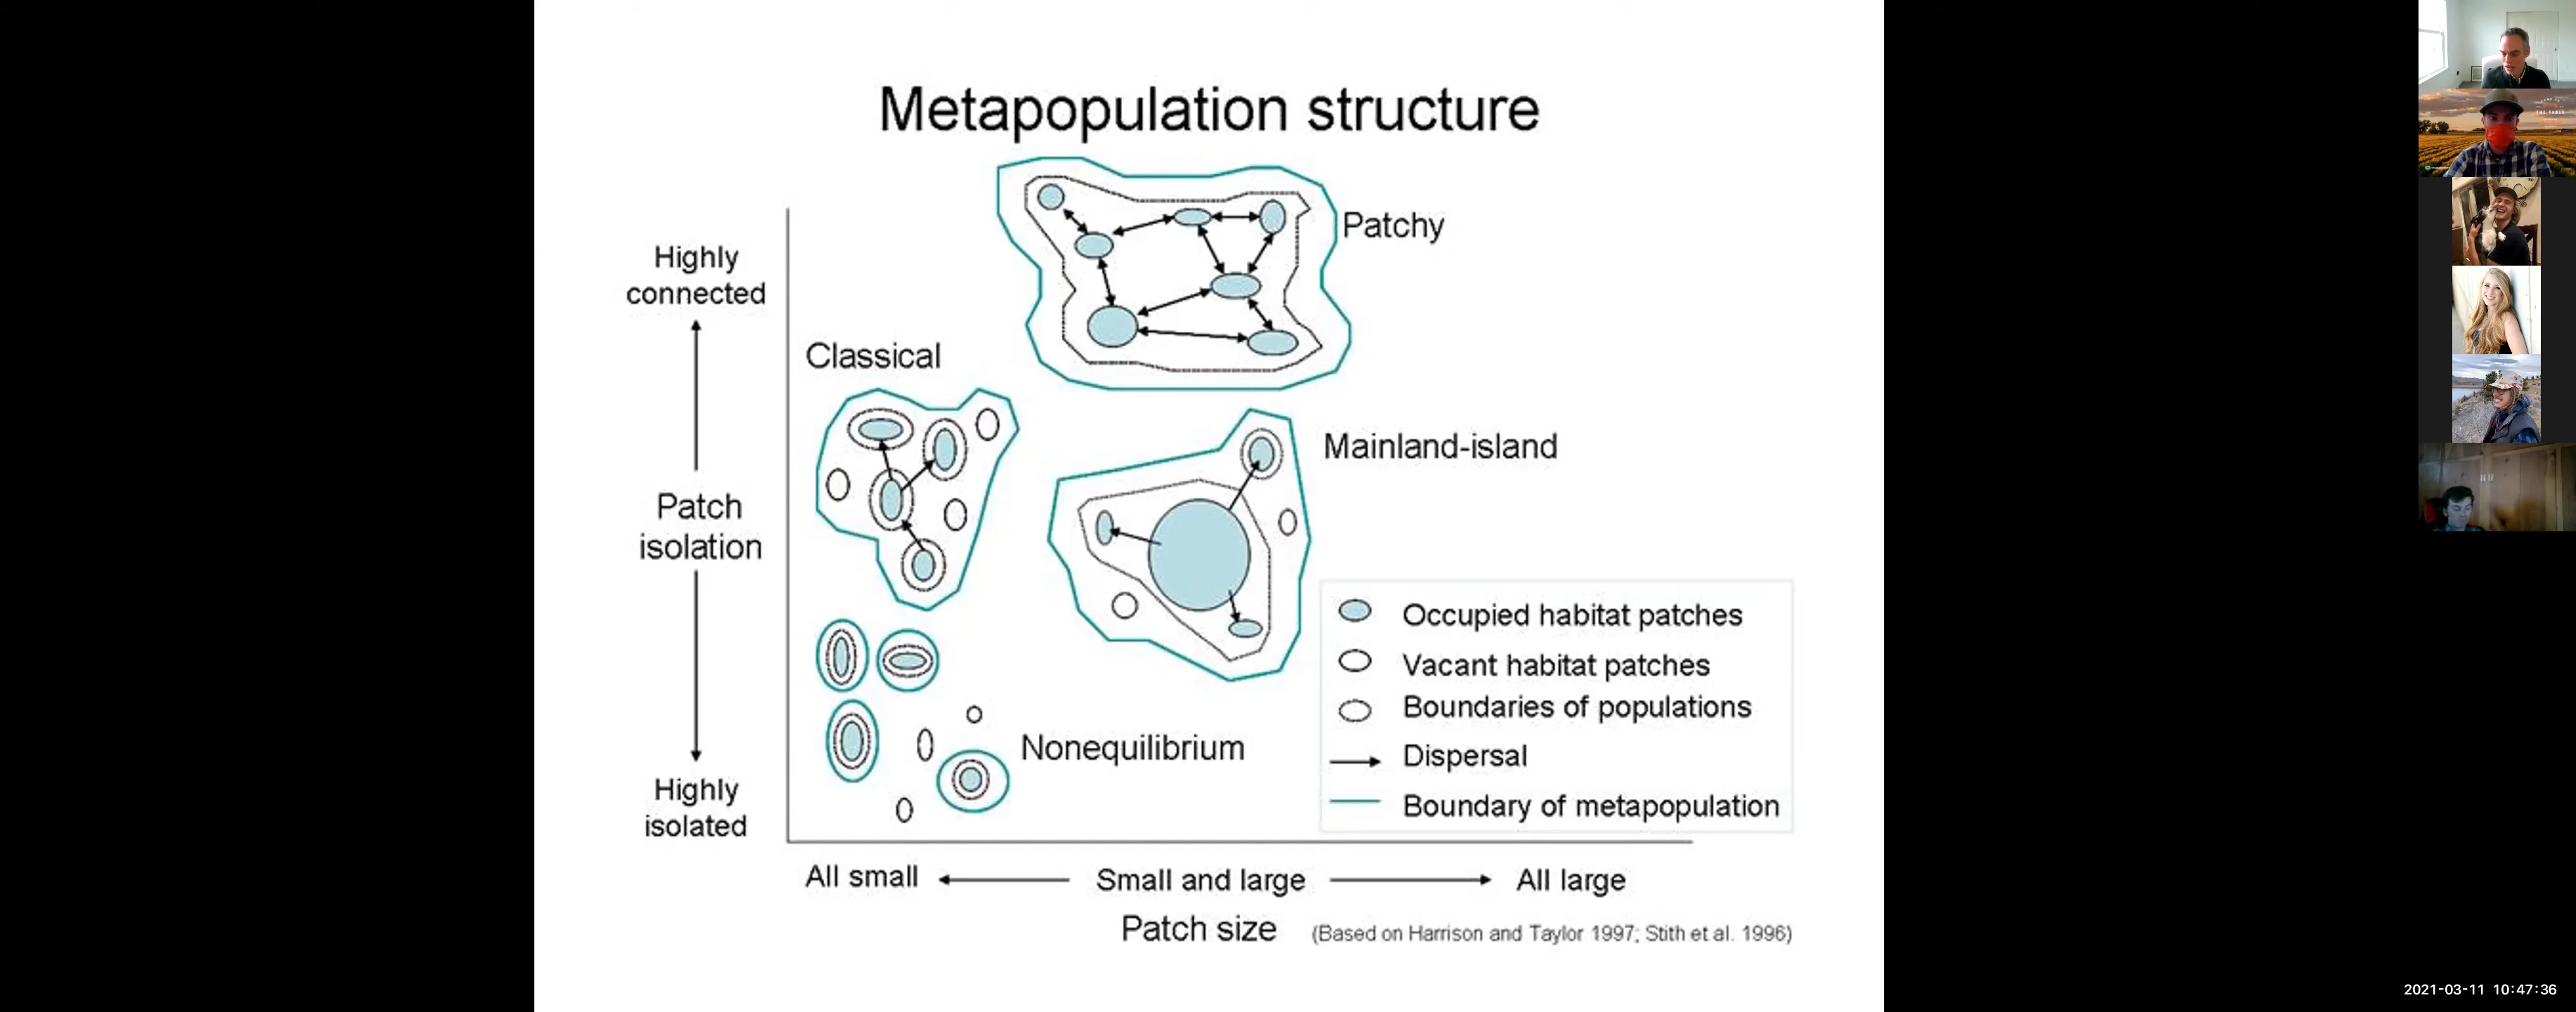 Metapopulation structure
Patchy
Highly
connected
Classical
Mainland-island
Patch
isolation
Occupied habitat patches
Vacant habitat patches
Boundaries of populations
Nonequilibrium
Dispersal
Highly
isolated
Boundary of metapopulation
All small
Small and large
All large
Patch size
(Based on Harrison and Taylor 1997; Stith et al. 1996)
2021-03-11 10:47:36